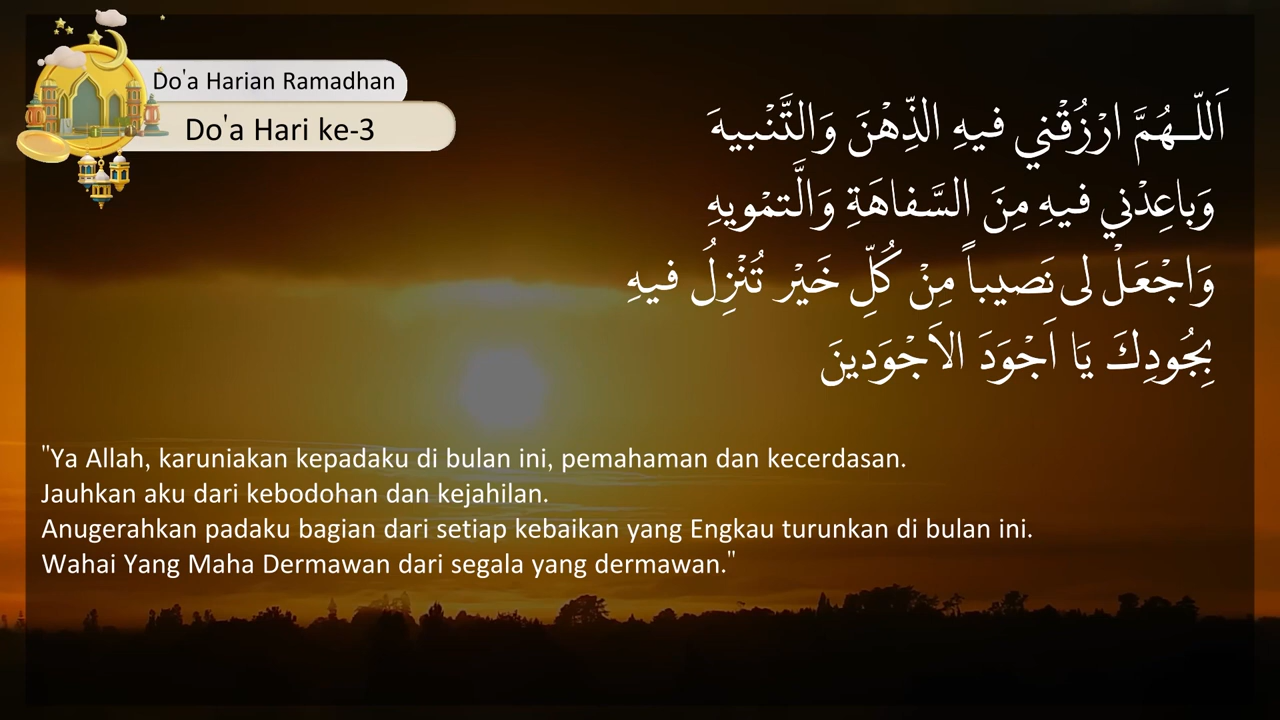 Do'a Harian Ramadhan
Do'a Hari ke-3
اَللّـهُمَّ ارْزُقْني فيهِ الذِّهْنَ وَالتَّنْبيهَ
وَباعِدْني فيهِ مِنَ السَّفاهَةِ وَالَّتمْويهِ
وَاجْعَلْ لى نَصيباً مِنْ كُلِّ خَيْر تُنْزِلُ فيهِ
بِجُودِكَ يَا اَجْوَدَ الاَجْوَدينَ
"Ya Allah, karuniakan kepadaku di bulan ini, pemahaman dan kecerdasan.
Jauhkan aku dari kebodohan dan kejahilan.
Anugerahkan padaku bagian dari setiap kebaikan yang Engkau turunkan di bulan ini.
Wahai Yang Maha Dermawan dari segala yang dermawan."